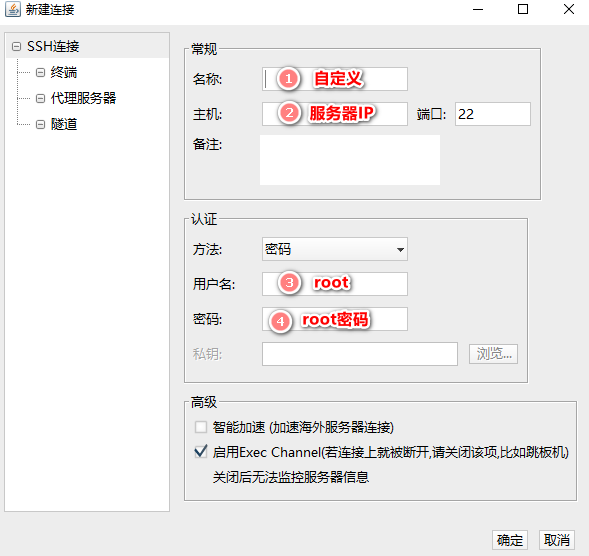 新建连接
SSH连接
终端
代理服务器
隧道
常规
名称: 1 自定义
主机: 2 服务器IP 端口: 22
备注:
认证
方法: 密码
用户名: 3 root
密码: 4 root密码
私钥: 浏览...
高级
智能加速 (加速海外服务器连接)
启用Exec Channel(若连接上就被断开,请关闭该项,比如跳板机)
关闭后无法监控服务器信息
确定 取消